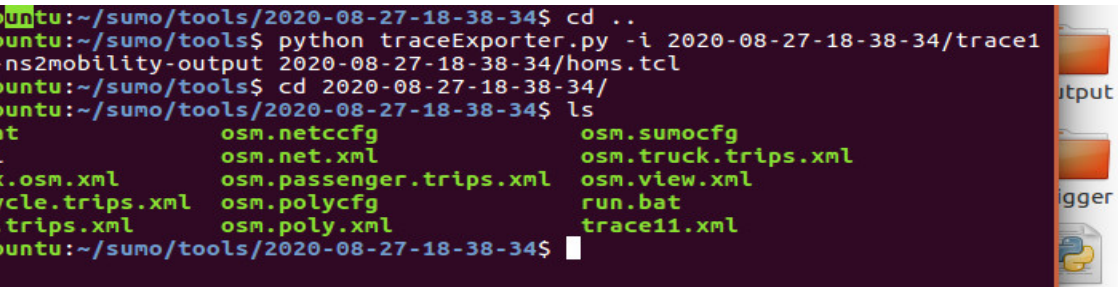 untu:~/sumo/tools/2020-08-27-18-38-34$ cd ..
ountu:~/sumo/tools$ python traceExporter.py -i 2020-08-27-18-38-34/trace1
-ns2mobility-output 2020-08-27-18-38-34/homs.tcl
ountu:~/sumo/tools$ cd 2020-08-27-18-38-34/
ountu:~/sumo/tools/2020-08-27-18-38-34$ ls
at osm.netccfg osm.sumocfg
osm.net.xml osm.truck.trips.xml
.osm.xml osm.passenger.trips.xml osm.view.xml
ycle.trips.xml osm.polycfg run.bat
.trips.xml osm.poly.xml trace11.xml
ountu:~/sumo/tools/2020-08-27-18-38-34$
utput
igger